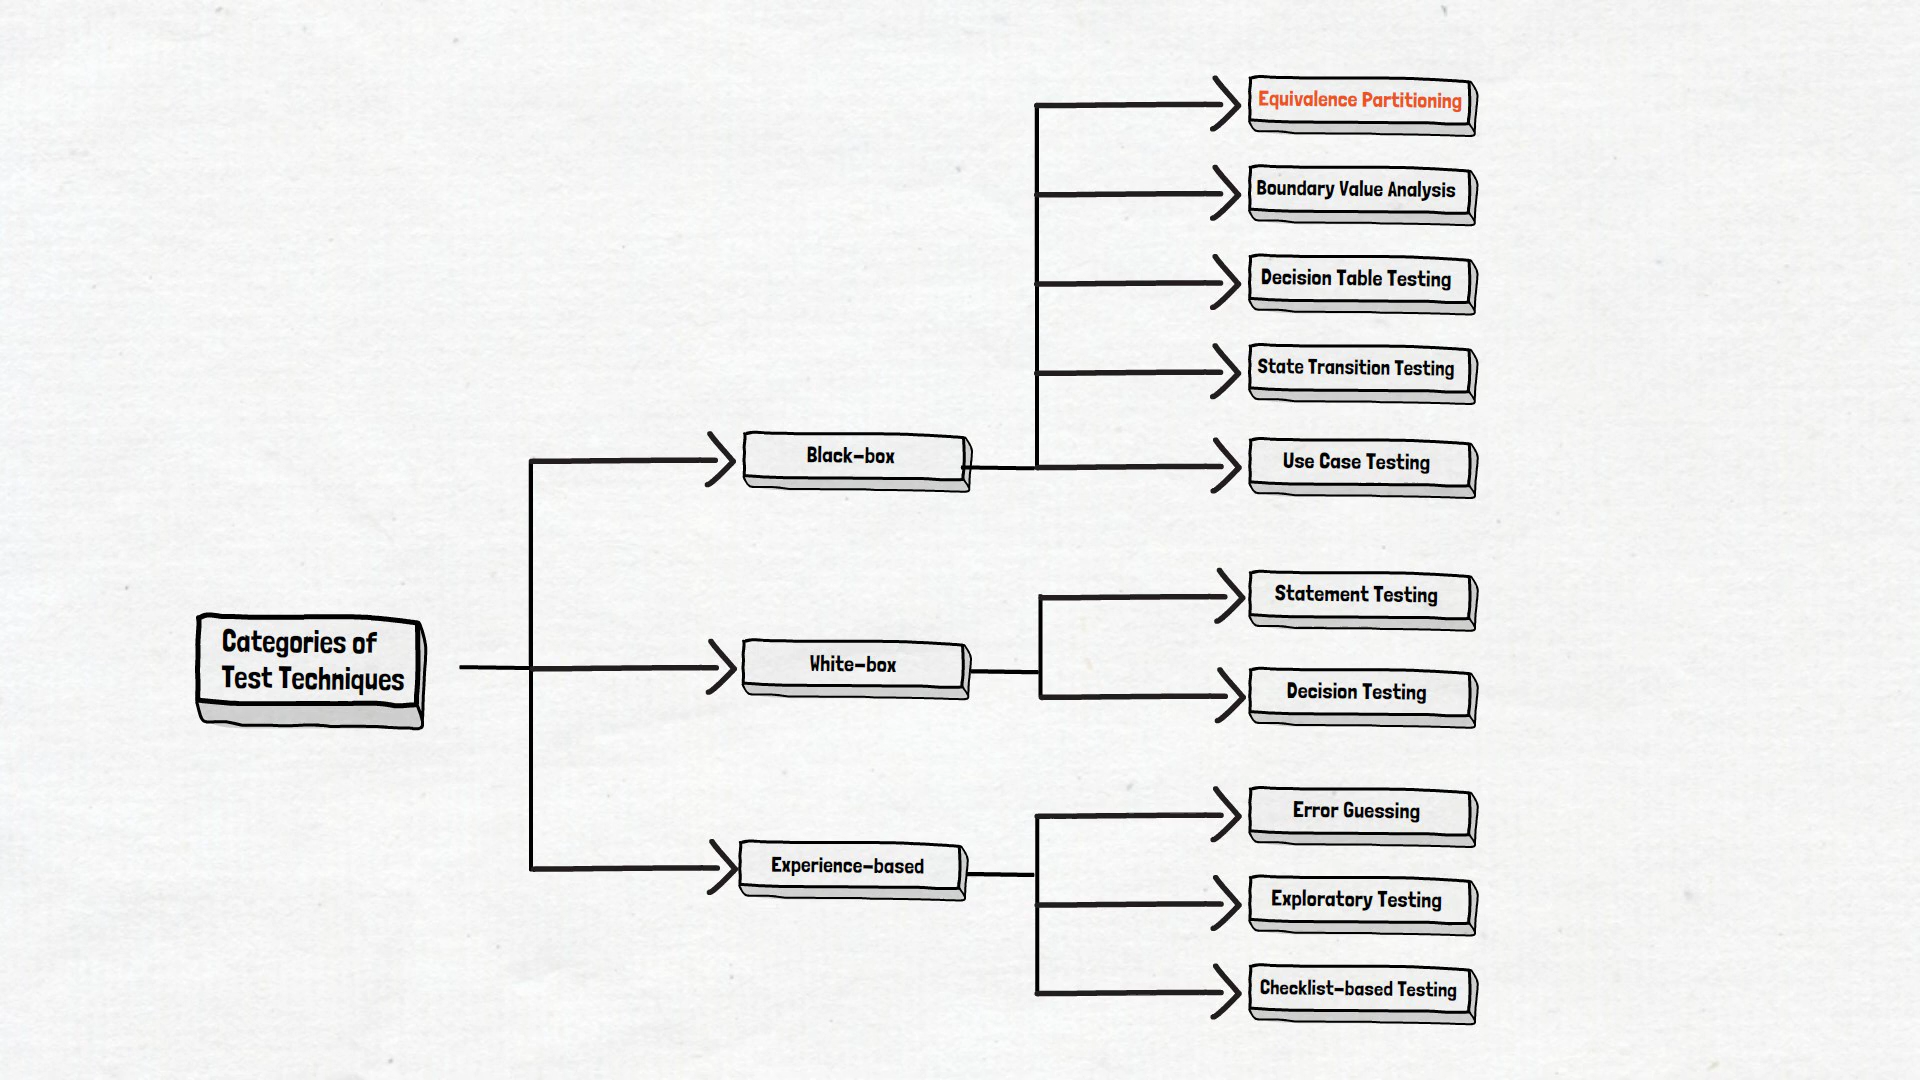 Categories of
Test Techniques
Black-box
Equivalence Partitioning
Boundary Value Analysis
Decision Table Testing
State Transition Testing
Use Case Testing
White-box
Statement Testing
Decision Testing
Experience-based
Error Guessing
Exploratory Testing
Checklist-based Testing